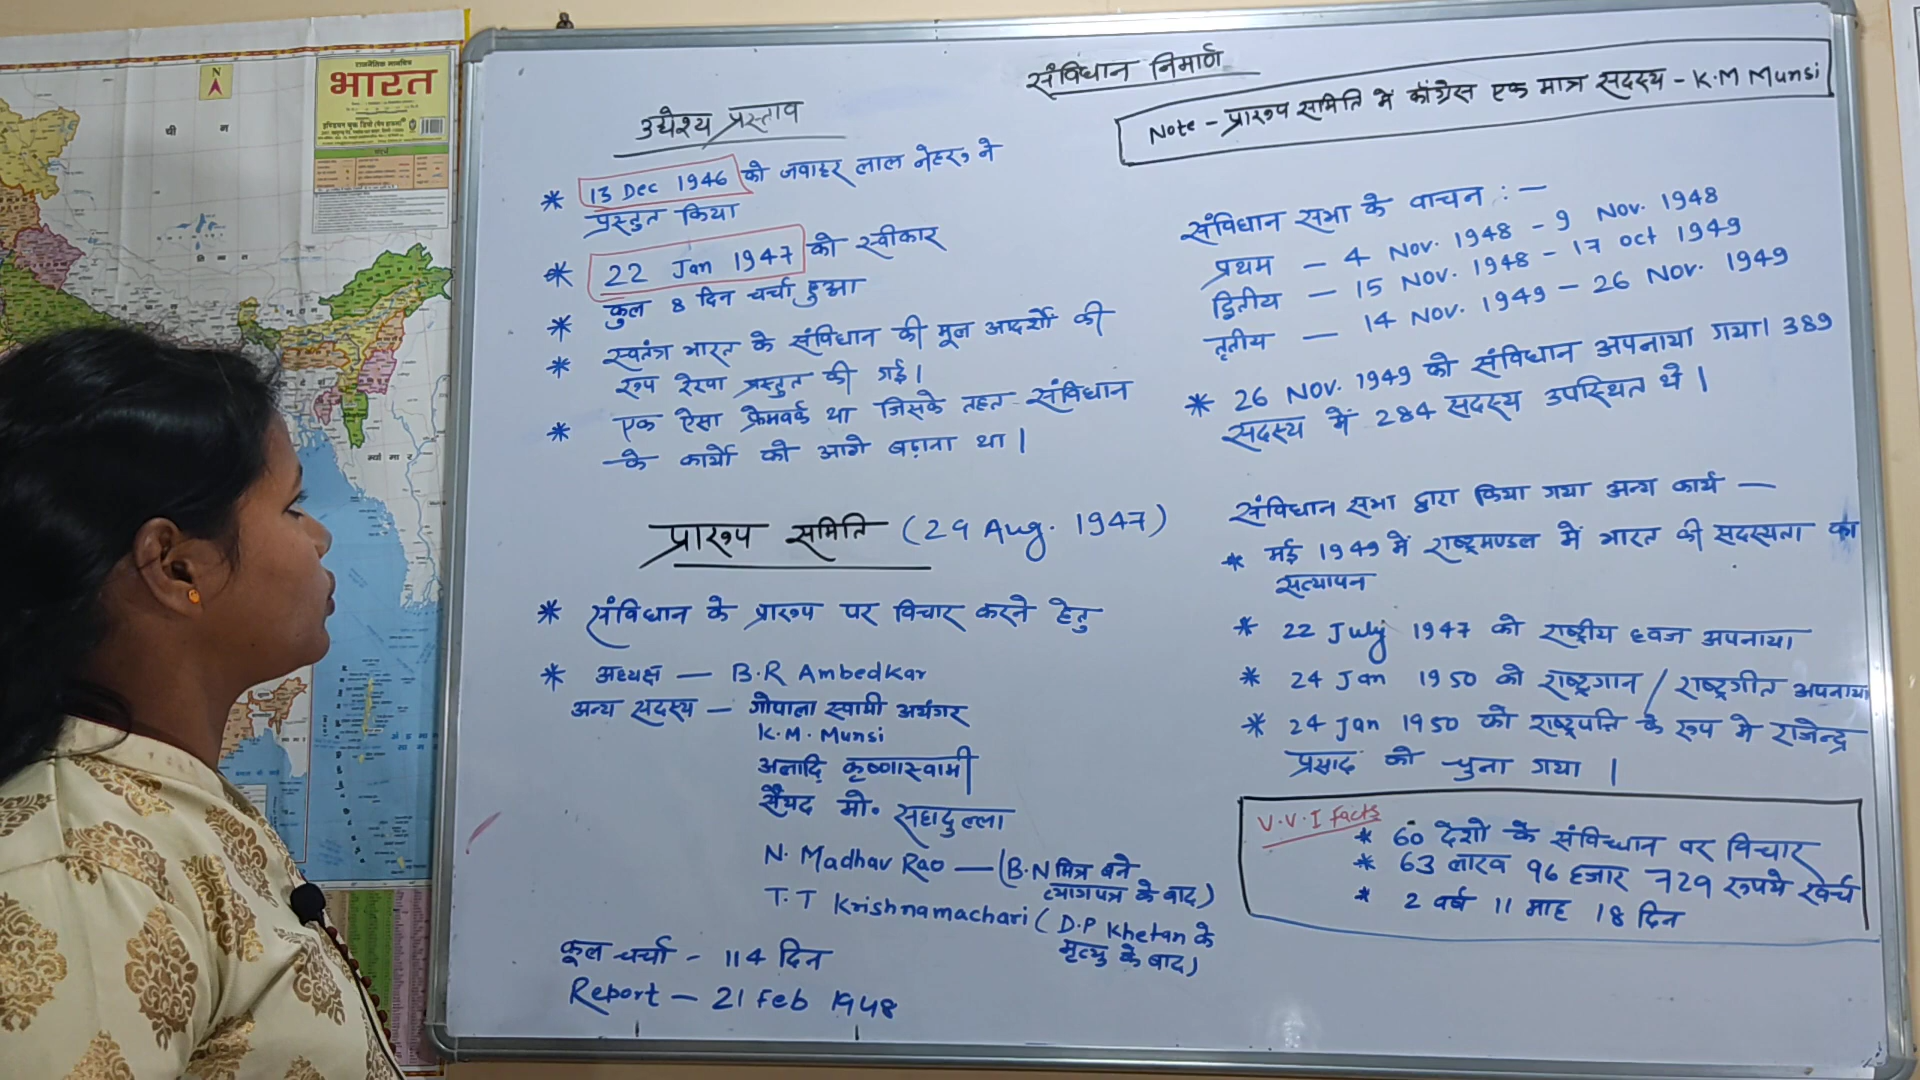 संविधान निर्माण
Note - प्रारूप समिति में काँग्रेस एक मात्र सदस्य - K.M Munsi
उद्येश्य प्रस्ताव
* 13 Dec 1946 को जवाहर लाल नेहरू ने
प्रस्तुत किया
* 22 Jan 1947 को स्वीकार
* कुल 8 दिन चर्चा हुआ
* स्वतंत्र भारत के संविधान की मूल आदर्शों की
रूप रेखा प्रस्तुत की गई।
* एक ऐसा फ्रेमवर्क था जिसके तहत संविधान
के कार्यो को आगे बढ़ाना था।
प्रारूप समिति (29 Aug. 1947)
* संविधान के प्रारूप पर विचार करने हेतु
* अध्यक्ष — B.R Ambedkar
अन्य सदस्य — गोपाला स्वामी अयंगर
K.M. Munsi
अलादि कृष्णास्वामी
सैयद मो॰ सहादुल्ला
N. Madhav Rao — (B.N मित्र बने
त्यागपत्र के बाद)
T.T Krishnamachari ( D.P Khetan के
मृत्यु के बाद)
कुल चर्चा - 114 दिन
Report — 21 Feb 1948
संविधान सभा के वाचन : —
प्रथम — 4 Nov. 1948 - 9 Nov. 1948
द्वितीय — 15 Nov. 1948 - 17 Oct 1949
तृतीय — 14 Nov. 1949 — 26 Nov. 1949
* 26 Nov. 1949 को संविधान अपनाया गया। 389
सदस्य में 284 सदस्य उपस्थित थे।
संविधान सभा द्वारा किया गया अन्य कार्य —
* मई 1949 में राष्ट्रमण्डल में भारत की सदस्यता का
सत्यापन
* 22 July 1947 को राष्ट्रीय ध्वज अपनाया
* 24 Jan 1950 को राष्ट्रगान / राष्ट्रगीत अपनाया
* 24 Jan 1950 को राष्ट्रपति के रूप मे राजेन्द्र
प्रसाद को चुना गया।
V.V.I facts
* 60 देशों के संविधान पर विचार
* 63 लाख 96 हजार 729 रुपये खर्च
* 2 वर्ष 11 माह 18 दिन
राजनैतिक मानचित्र
भारत
N
ची न
ति ब्ब त
भू टा न
म्याँ मा र